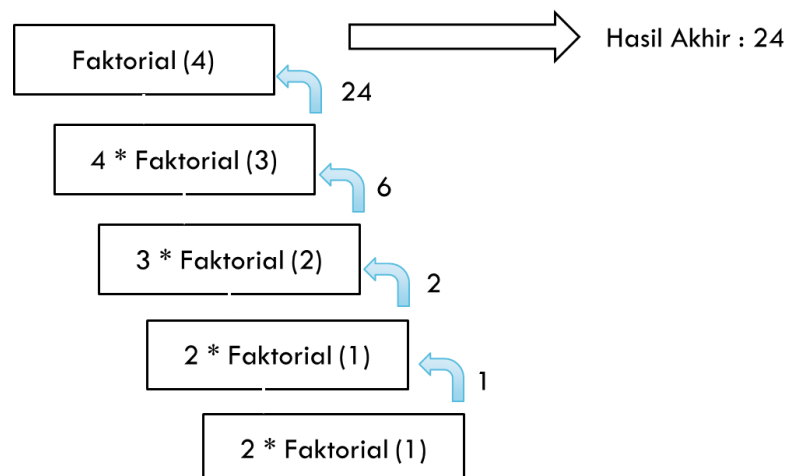 Faktorial (4)
Hasil Akhir : 24
24
4 * Faktorial (3)
6
3 * Faktorial (2)
2
2 * Faktorial (1)
1
2 * Faktorial (1)